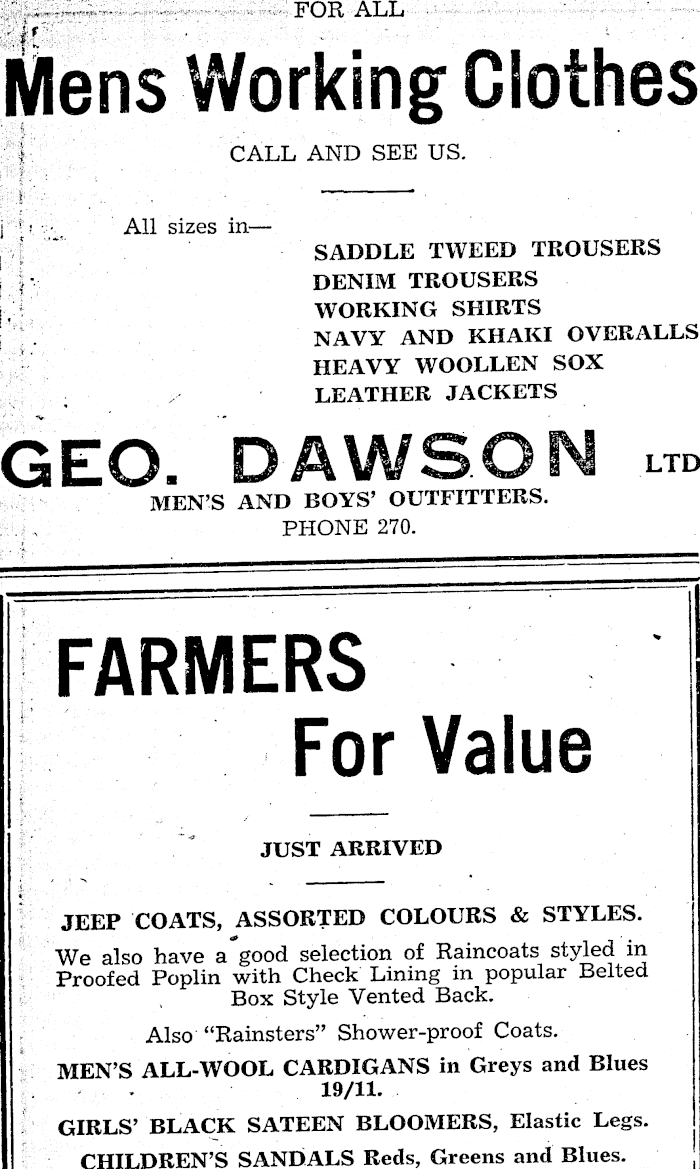 FOR ALL
Mens Working Clothes
CALL AND SEE US.
All sizes in—
SADDLE TWEED TROUSERS
DENIM TROUSERS
WORKING SHIRTS
NAVY AND KHAKI OVERALLS
HEAVY WOOLLEN SOX
LEATHER JACKETS
GEO. DAWSON LTD
MEN'S AND BOYS' OUTFITTERS.
PHONE 270.
FARMERS
For Value
JUST ARRIVED
JEEP COATS, ASSORTED COLOURS & STYLES.
We also have a good selection of Raincoats styled in
Proofed Poplin with Check Lining in popular Belted
Box Style Vented Back.
Also "Rainsters" Shower-proof Coats.
MEN'S ALL-WOOL CARDIGANS in Greys and Blues
19/11.
GIRLS' BLACK SATEEN BLOOMERS, Elastic Legs.
CHILDREN'S SANDALS Reds, Greens and Blues.